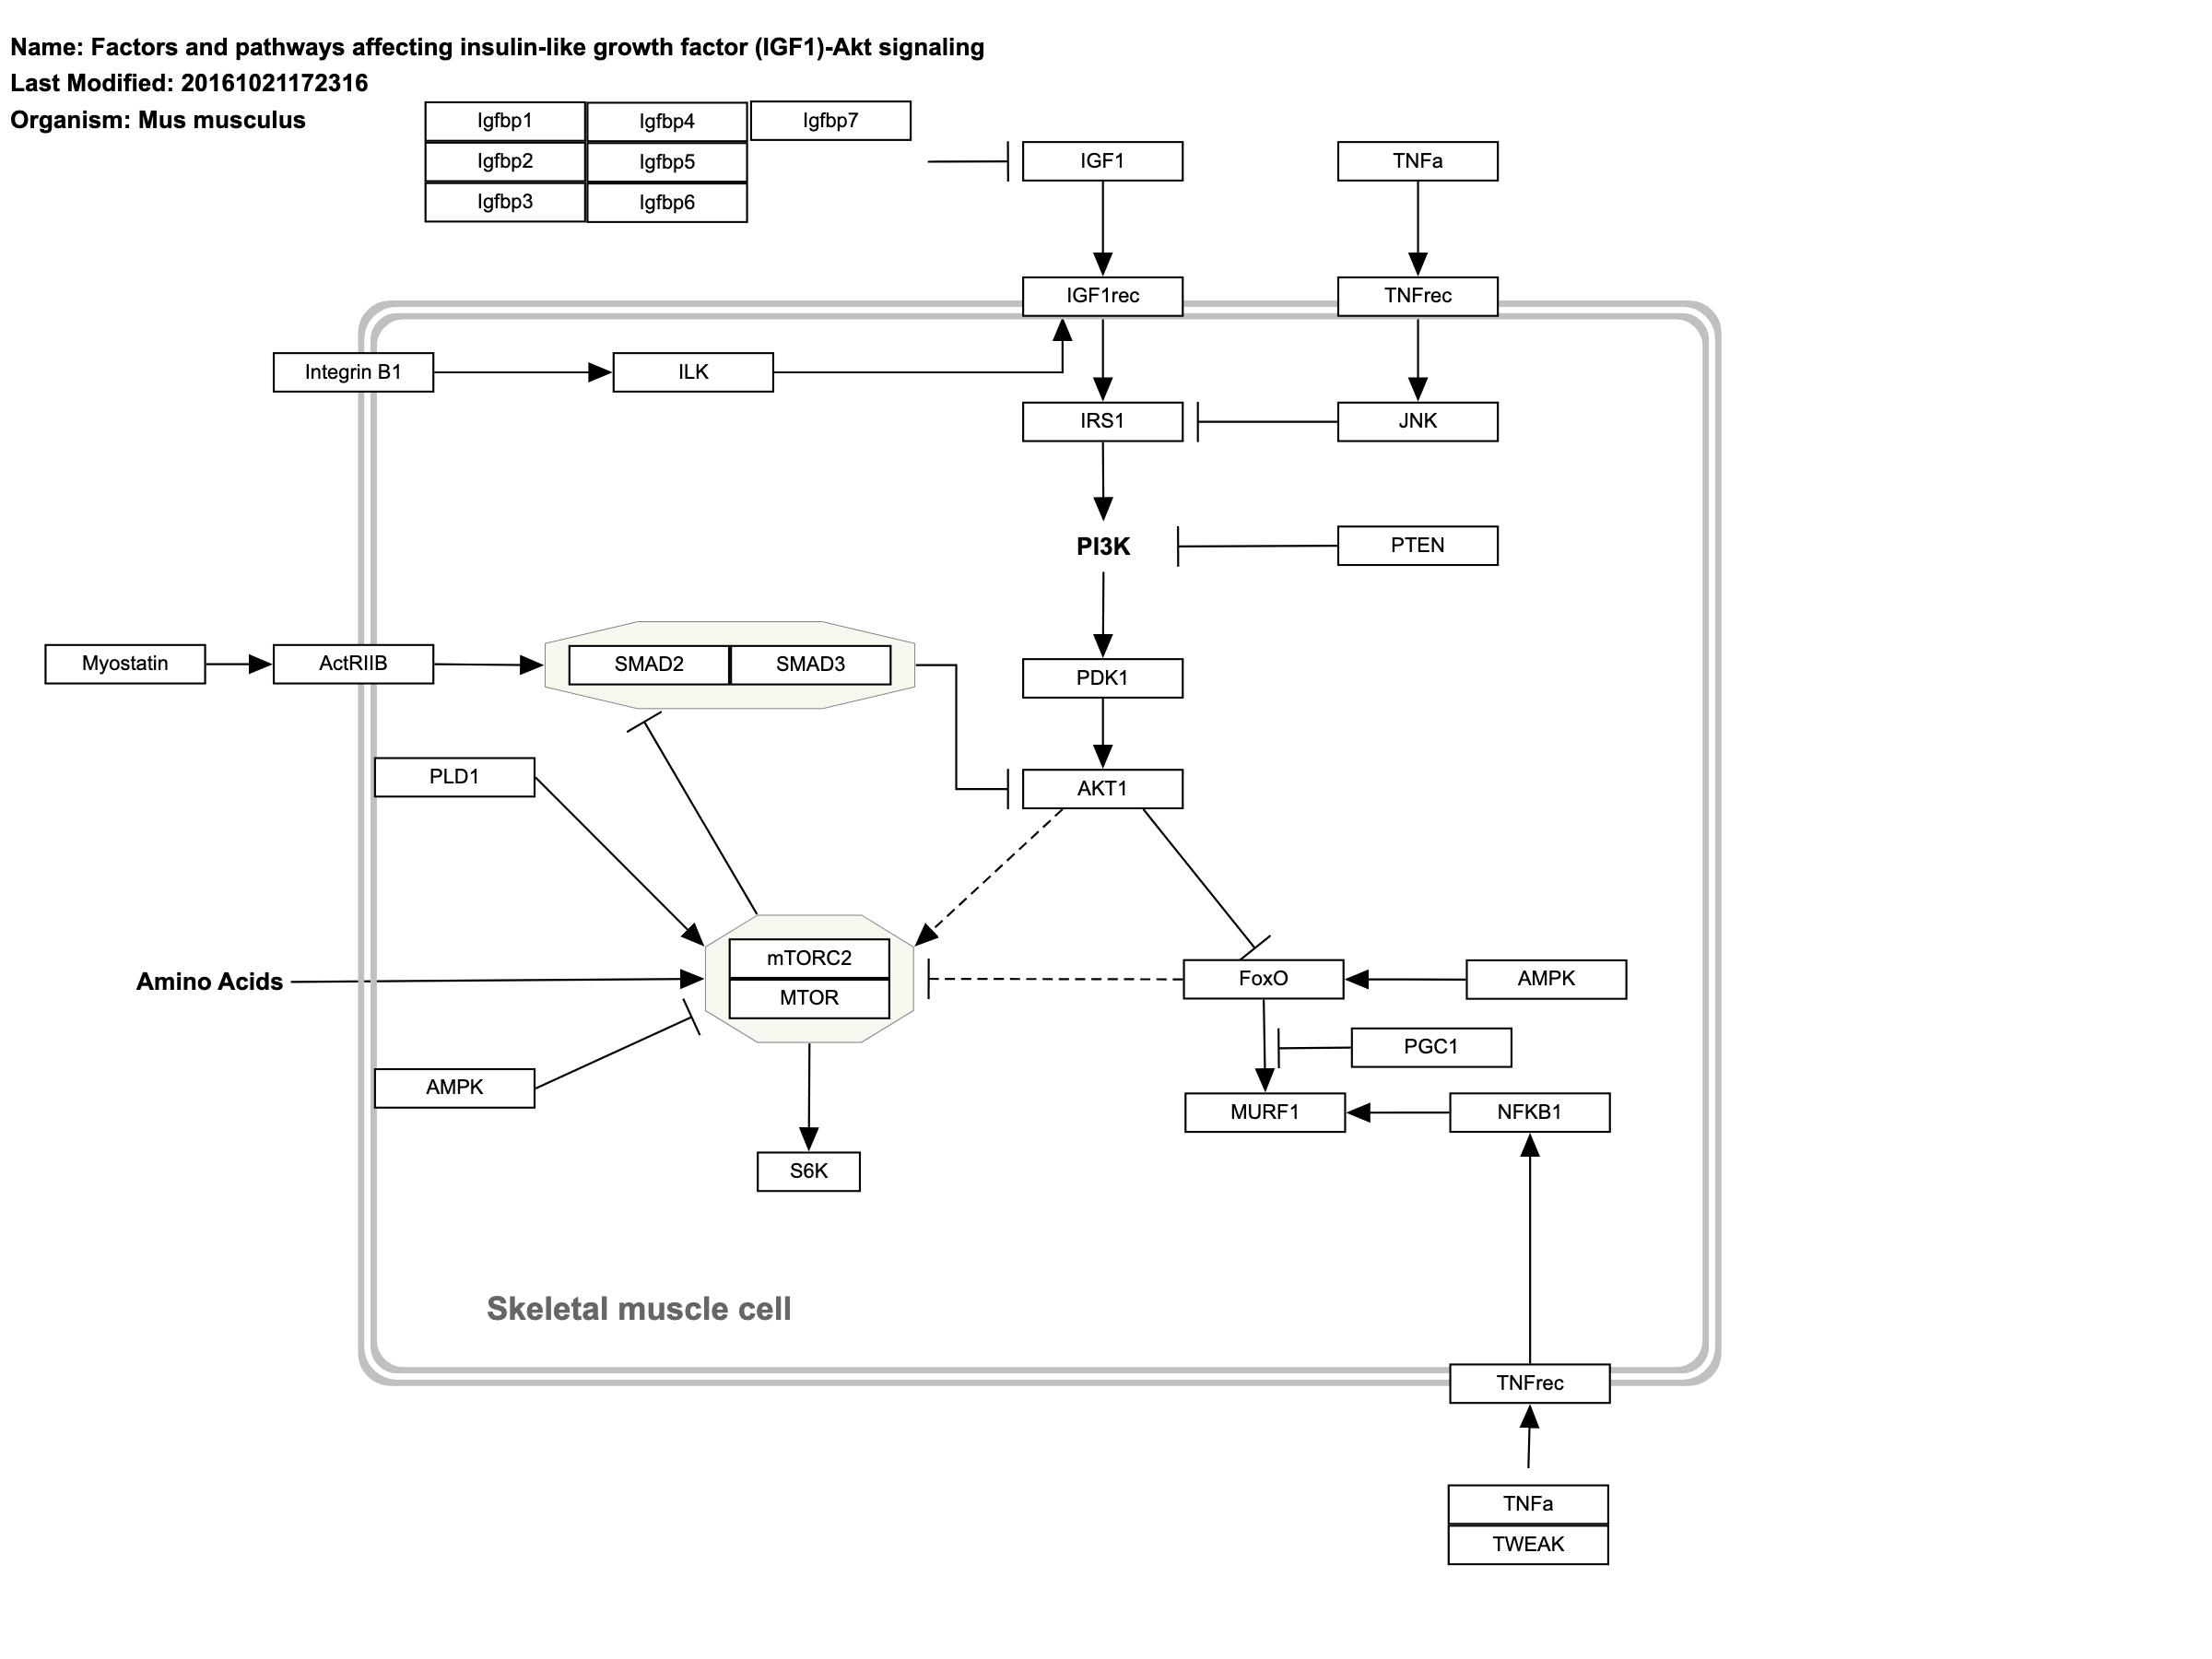 Name: Factors and pathways affecting insulin-like growth factor (IGF1)-Akt signaling
Last Modified: 20161021172316
Organism: Mus musculus
Igfbp1
Igfbp4
Igfbp7
Igfbp2
Igfbp5
Igfbp3
Igfbp6
IGF1
TNFa
IGF1rec
TNFrec
Integrin B1
ILK
IRS1
JNK
PI3K
PTEN
Myostatin
ActRIIB
SMAD2
SMAD3
PDK1
PLD1
AKT1
mTORC2
MTOR
Amino Acids
FoxO
AMPK
PGC1
AMPK
MURF1
NFKB1
S6K
Skeletal muscle cell
TNFrec
TNFa
TWEAK